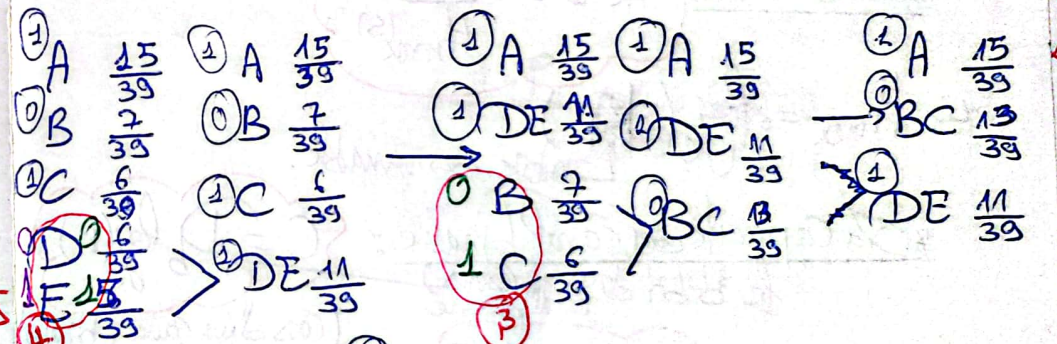 1 A 15/39 1 A 15/39 1 A 15/39 1 A 15/39 1 A 15/39
0 B 7/39 0 B 7/39 1 DE 11/39 1 DE 11/39 → 0 BC 13/39
1 C 6/39 1 C 6/39 → 0 B 7/39 0 BC 13/39 1 DE 11/39
0 D 0 6/39 1 DE 11/39 1 C 6/39
1 E 1 5/39 3
4